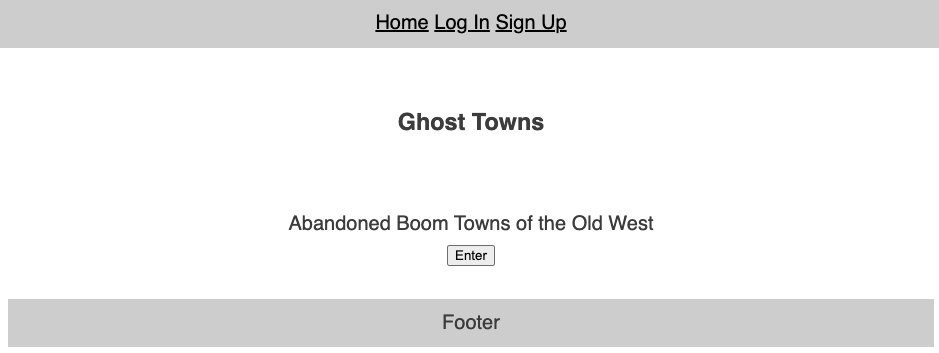 Home Log In Sign Up
Ghost Towns
Abandoned Boom Towns of the Old West
Enter
Footer